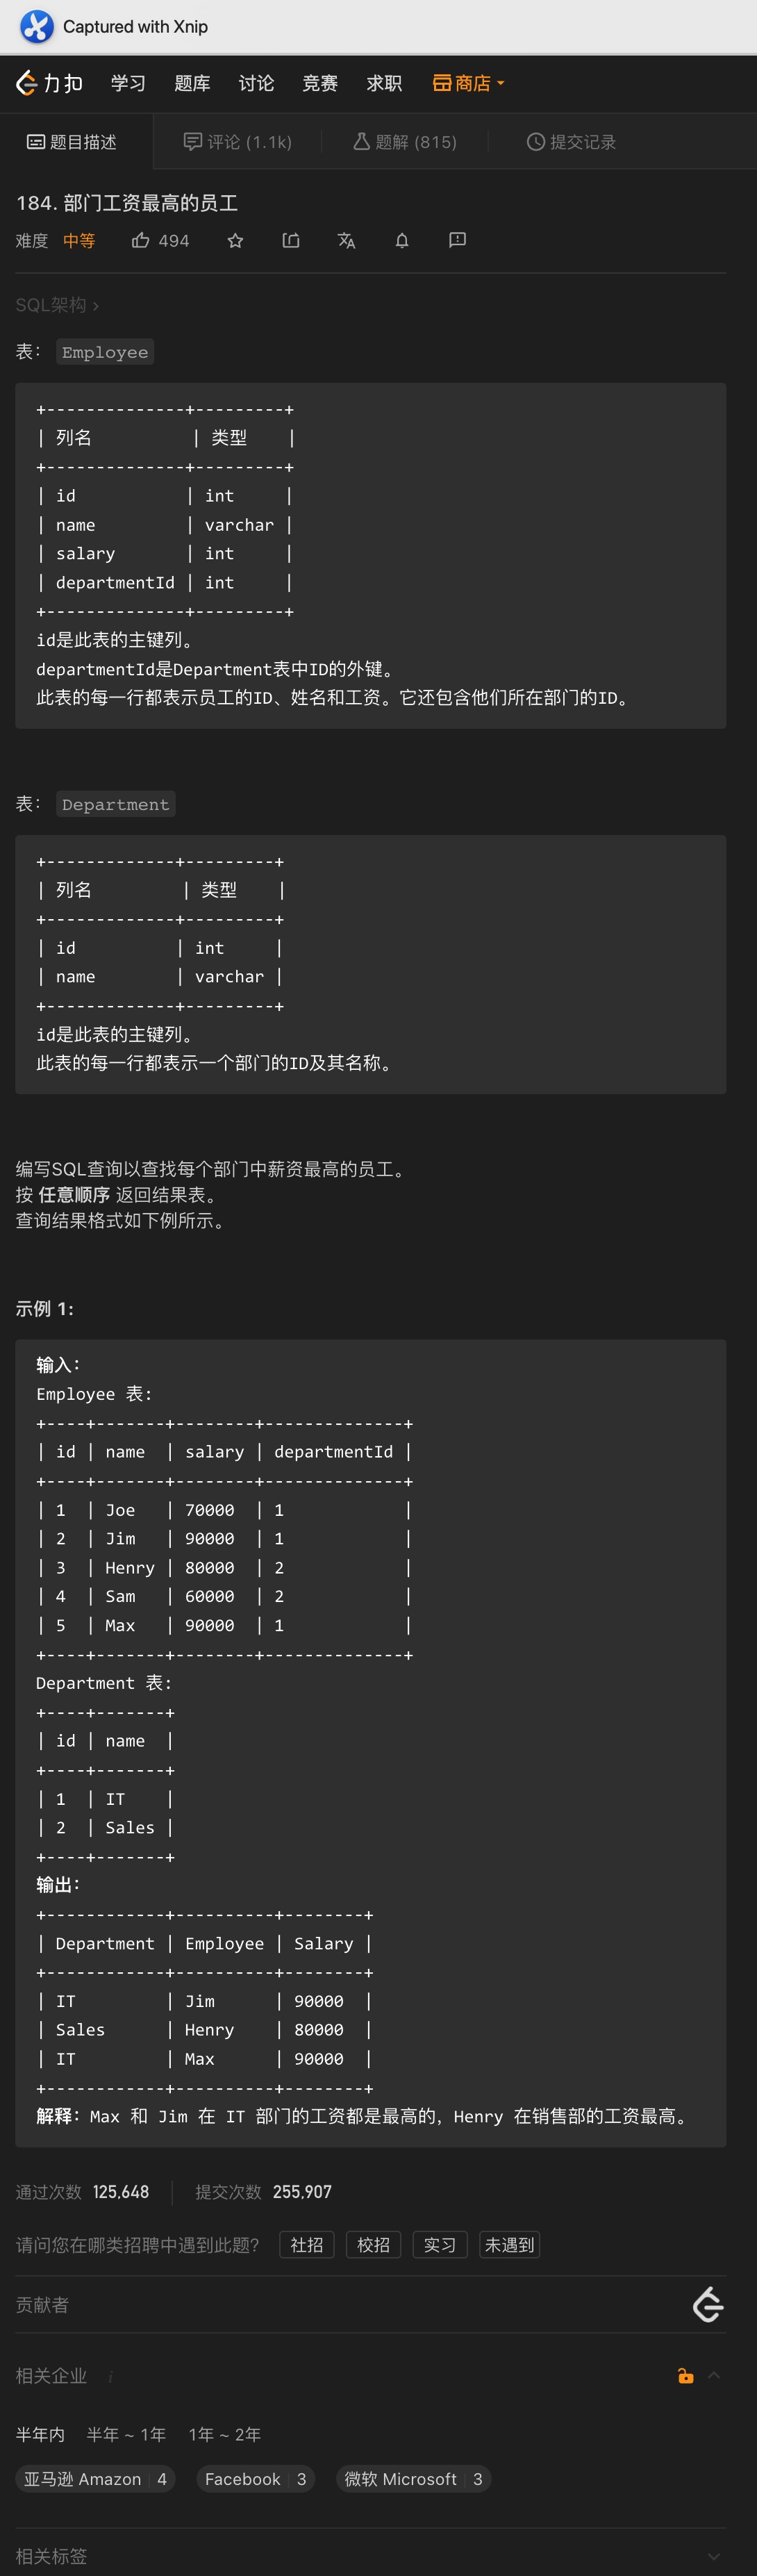 Captured with Xnip
力扣 学习 题库 讨论 竞赛 求职 商店
题目描述 评论 (1.1k) 题解 (815) 提交记录
184. 部门工资最高的员工
难度 中等 494
SQL架构 ›
表： Employee
+--------------+---------+
| 列名          | 类型    |
+--------------+---------+
| id           | int     |
| name         | varchar |
| salary       | int     |
| departmentId | int     |
+--------------+---------+
id是此表的主键列。
departmentId是Department表中ID的外键。
此表的每一行都表示员工的ID、姓名和工资。它还包含他们所在部门的ID。
表： Department
+-------------+---------+
| 列名         | 类型    |
+-------------+---------+
| id          | int     |
| name        | varchar |
+-------------+---------+
id是此表的主键列。
此表的每一行都表示一个部门的ID及其名称。
编写SQL查询以查找每个部门中薪资最高的员工。
按 任意顺序 返回结果表。
查询结果格式如下例所示。
示例 1:
输入：
Employee 表:
+----+-------+--------+--------------+
| id | name  | salary | departmentId |
+----+-------+--------+--------------+
| 1  | Joe   | 70000  | 1            |
| 2  | Jim   | 90000  | 1            |
| 3  | Henry | 80000  | 2            |
| 4  | Sam   | 60000  | 2            |
| 5  | Max   | 90000  | 1            |
+----+-------+--------+--------------+
Department 表:
+----+-------+
| id | name  |
+----+-------+
| 1  | IT    |
| 2  | Sales |
+----+-------+
输出：
+------------+----------+--------+
| Department | Employee | Salary |
+------------+----------+--------+
| IT         | Jim      | 90000  |
| Sales      | Henry    | 80000  |
| IT         | Max      | 90000  |
+------------+----------+--------+
解释：Max 和 Jim 在 IT 部门的工资都是最高的，Henry 在销售部的工资最高。
通过次数 125,648 提交次数 255,907
请问您在哪类招聘中遇到此题? 社招 校招 实习 未遇到
贡献者
相关企业 i
半年内 半年 ~ 1年 1年 ~ 2年
亚马逊 Amazon 4 Facebook 3 微软 Microsoft 3
相关标签